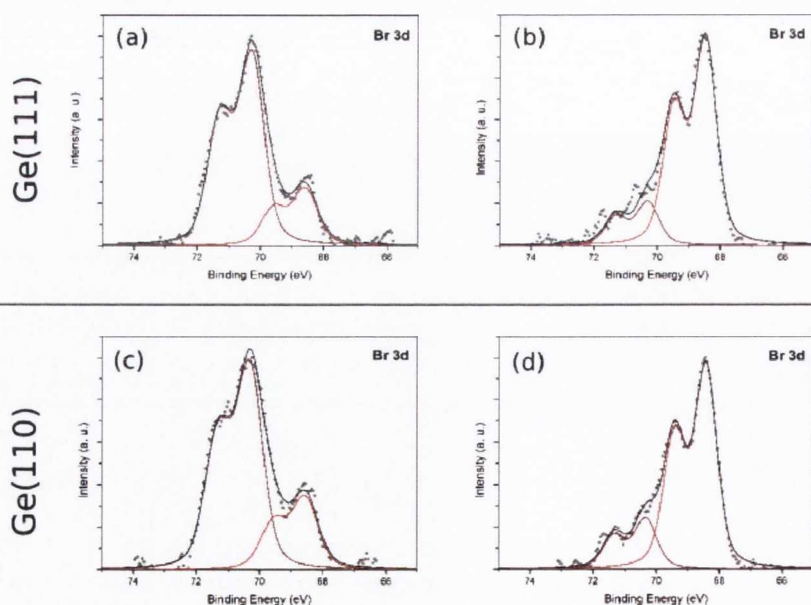 Ge(111)
(a)
Br 3d
Intensity (a. u.)
74 72 70 68 66
Binding Energy (eV)
(b)
Br 3d
Intensity (a. u.)
74 72 70 68 66
Binding Energy (eV)
Ge(110)
(c)
Br 3d
Intensity (a. u.)
74 72 70 68 66
Binding Energy (eV)
(d)
Br 3d
Intensity (a. u.)
74 72 70 68 66
Binding Energy (eV)